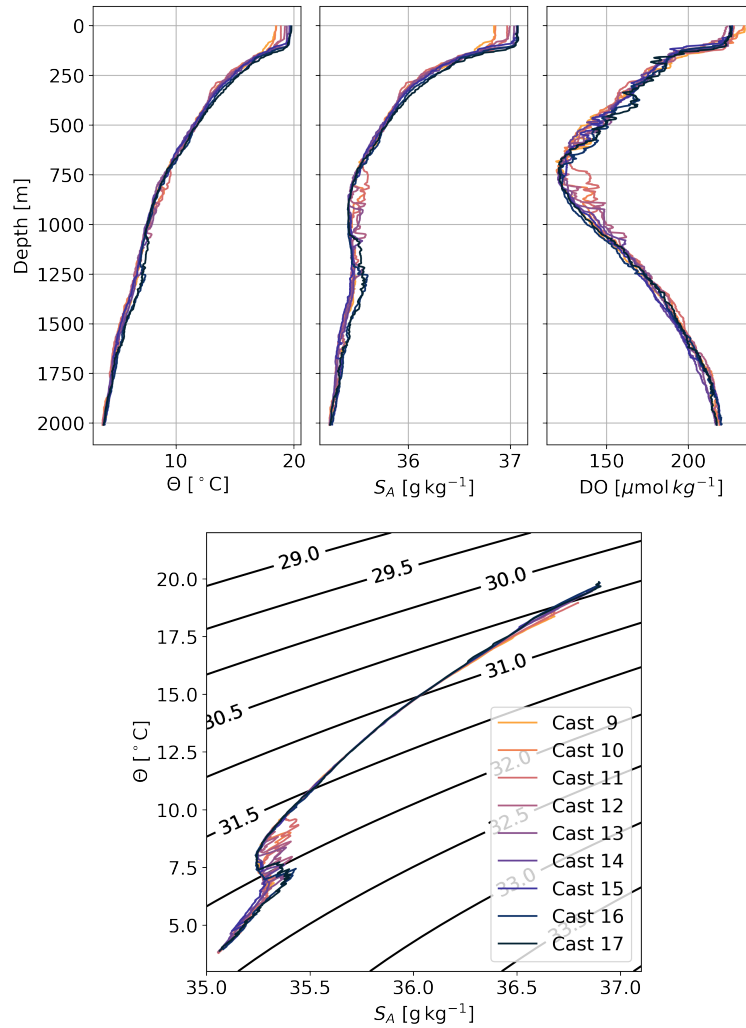 0
250
500
750
1000
1250
1500
1750
2000
Depth [m]
10
20
Θ [°C]
36
37
S_A [g kg⁻¹]
150
200
DO [μmol kg⁻¹]
20.0
17.5
15.0
12.5
10.0
7.5
5.0
Θ [°C]
29.0
29.5
30.0
30.5
31.0
31.5
32.0
32.5
33.0
33.5
Cast 9
Cast 10
Cast 11
Cast 12
Cast 13
Cast 14
Cast 15
Cast 16
Cast 17
35.0
35.5
36.0
36.5
37.0
S_A [g kg⁻¹]